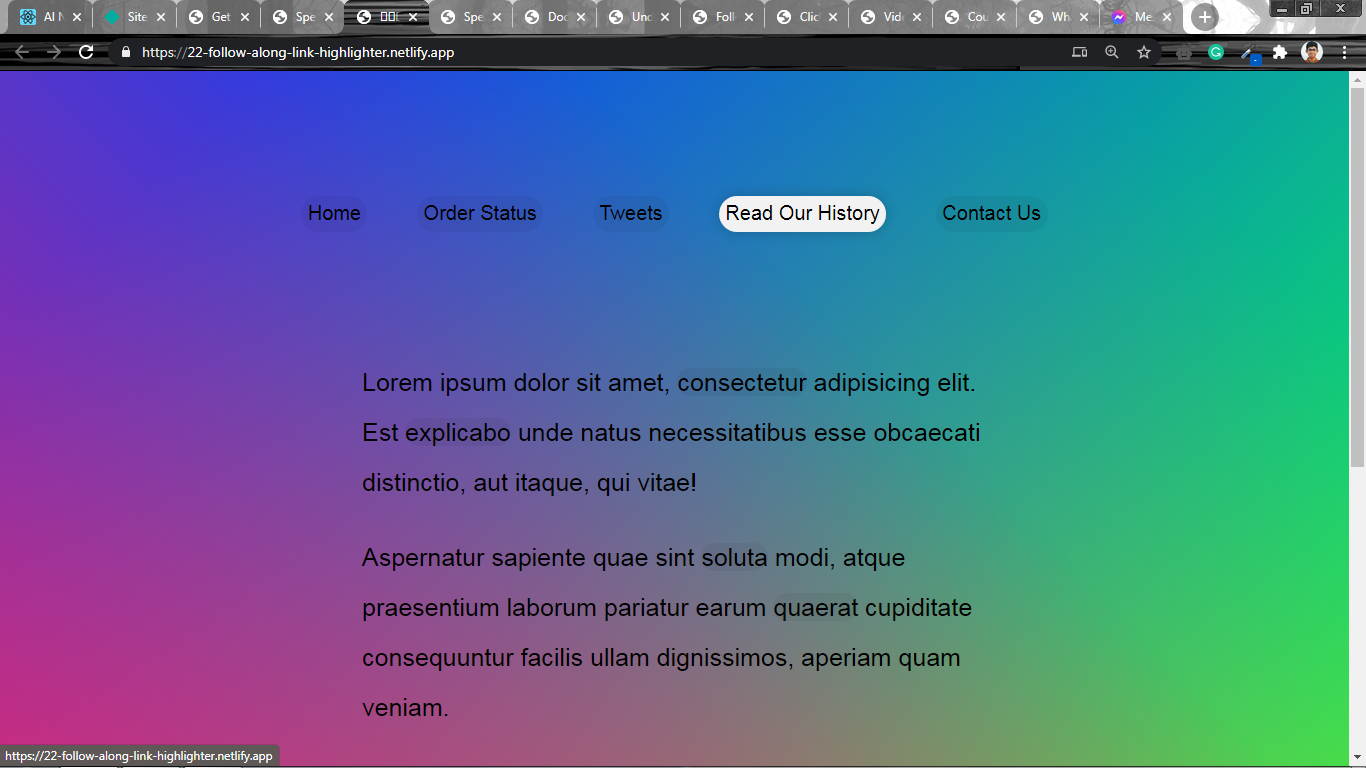 AI N
Site
Get
Spe
Spe
Doc
Unc
Foll
Clic
Vide
Cou
Wha
Me
https://22-follow-along-link-highlighter.netlify.app
Home Order Status Tweets Read Our History Contact Us
Lorem ipsum dolor sit amet, consectetur adipisicing elit.
Est explicabo unde natus necessitatibus esse obcaecati
distinctio, aut itaque, qui vitae!
Aspernatur sapiente quae sint soluta modi, atque
praesentium laborum pariatur earum quaerat cupiditate
consequuntur facilis ullam dignissimos, aperiam quam
veniam.
https://22-follow-along-link-highlighter.netlify.app